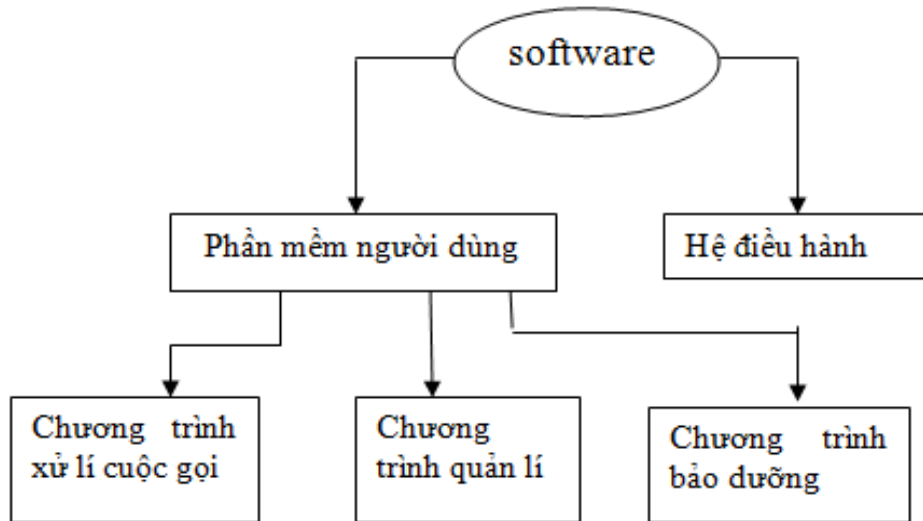 software
Phần mềm người dùng
Hệ điều hành
Chương trình
xử lí cuộc gọi
Chương
trình quản lí
Chương trình
bảo dưỡng